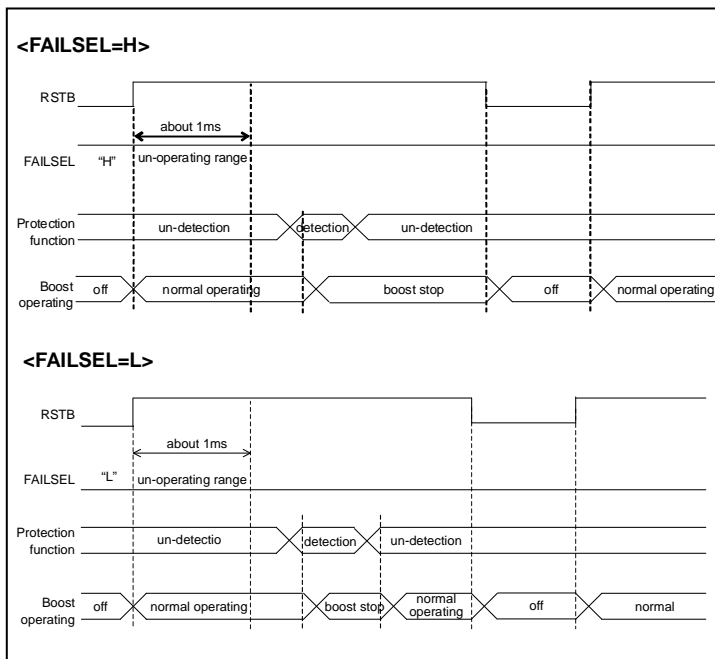 <FAILSEL=H>
RSTB
about 1ms
FAILSEL "H" un-operating range
Protection
function
un-detection detection un-detection
Boost
operating
off normal operating boost stop off normal operating
<FAILSEL=L>
RSTB
about 1ms
FAILSEL "L" un-operating range
Protection
function
un-detectio detection un-detection
Boost
operating
off normal operating boost stop normal
operating
off normal